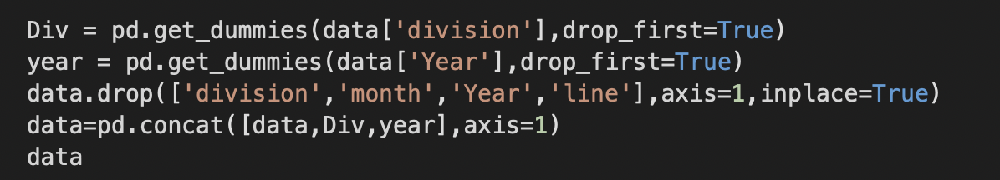 Div = pd.get_dummies(data['division'],drop_first=True)
year = pd.get_dummies(data['Year'],drop_first=True)
data.drop(['division','month','Year','line'],axis=1,inplace=True)
data=pd.concat([data,Div,year],axis=1)
data